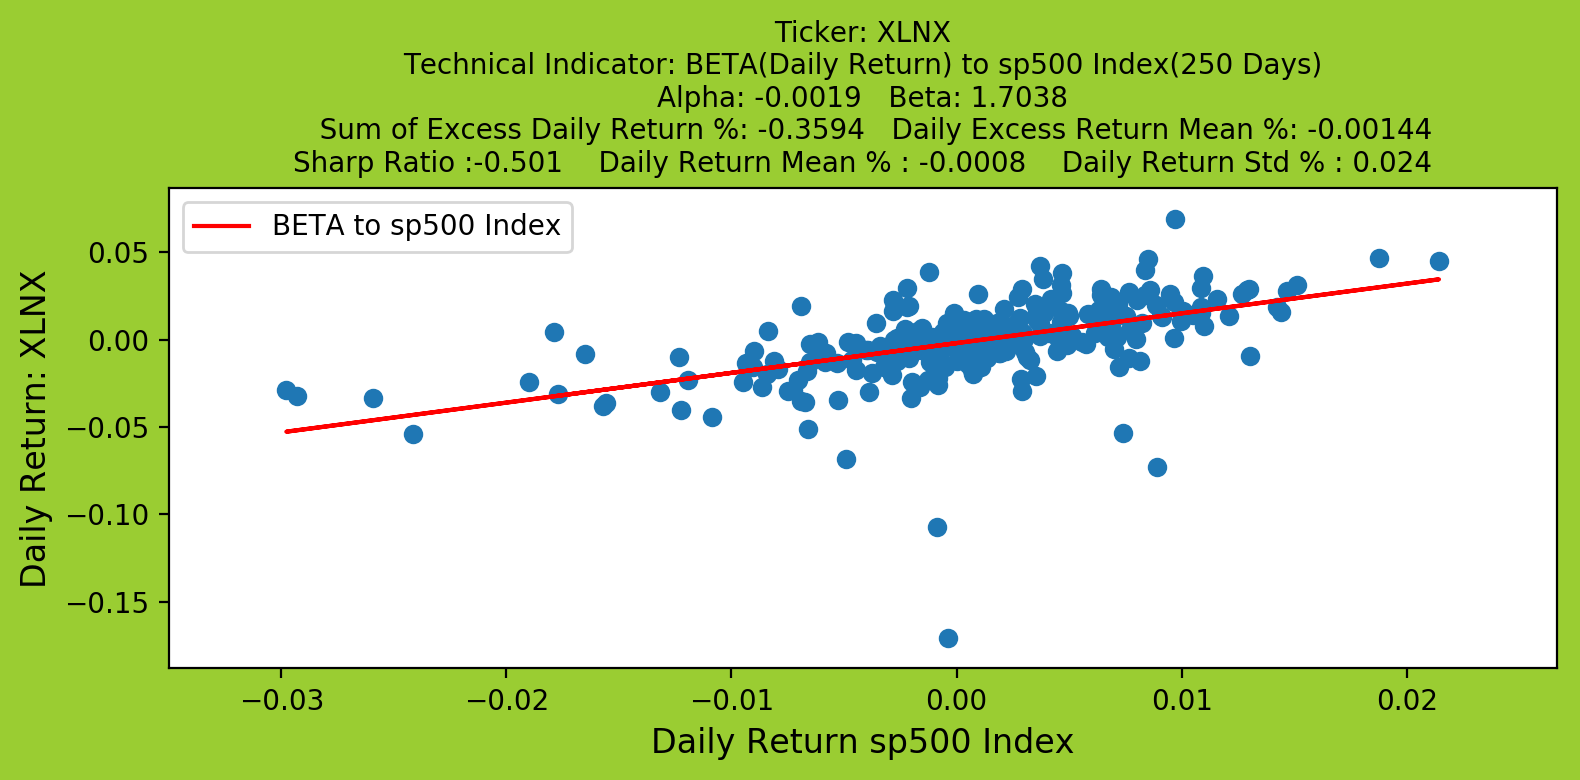 Ticker: XLNX
Technical Indicator: BETA(Daily Return) to sp500 Index(250 Days)
Alpha: -0.0019   Beta: 1.7038
Sum of Excess Daily Return %: -0.3594   Daily Excess Return Mean %: -0.00144
Sharp Ratio :-0.501    Daily Return Mean % : -0.0008    Daily Return Std % : 0.024
BETA to sp500 Index
Daily Return: XLNX
0.05
0.00
−0.05
−0.10
−0.15
−0.03
−0.02
−0.01
0.00
0.01
0.02
Daily Return sp500 Index